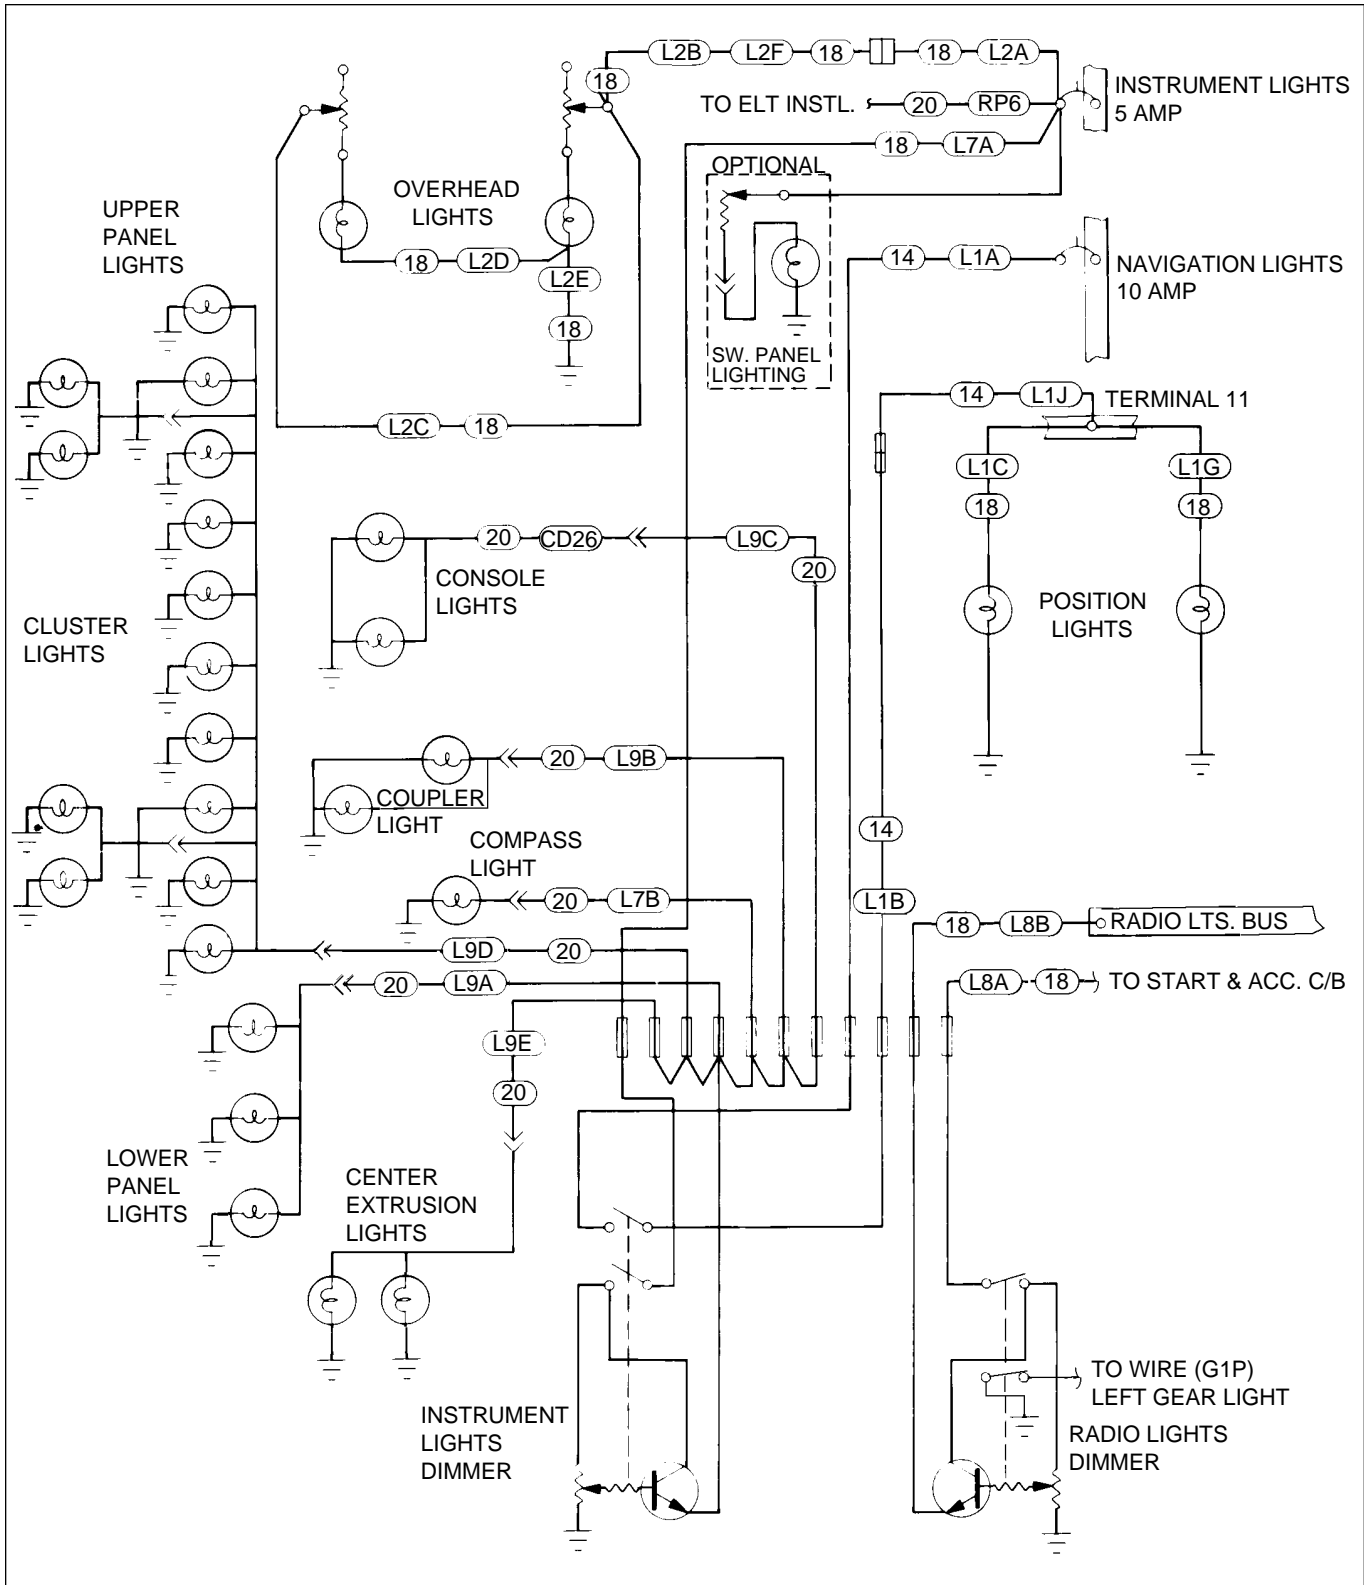 L2B L2F 18 18 L2A
18
INSTRUMENT LIGHTS
5 AMP
TO ELT INSTL. 20 RP6
18 L7A
OPTIONAL
OVERHEAD
LIGHTS
UPPER
PANEL
LIGHTS
18 L2D
L2E
18
14 L1A
NAVIGATION LIGHTS
10 AMP
SW. PANEL
LIGHTING
14 L1J
TERMINAL 11
L2C 18
L1C
18
L1G
18
20 CD26
L9C
20
CONSOLE
LIGHTS
POSITION
LIGHTS
CLUSTER
LIGHTS
20 L9B
COUPLER
LIGHT
14
COMPASS
LIGHT
20 L7B
L1B
18 L8B
RADIO LTS. BUS
L9D 20
20 L9A
L8A 18
TO START & ACC. C/B
L9E
20
LOWER
PANEL
LIGHTS
CENTER
EXTRUSION
LIGHTS
TO WIRE (G1P)
LEFT GEAR LIGHT
INSTRUMENT
LIGHTS
DIMMER
RADIO LIGHTS
DIMMER